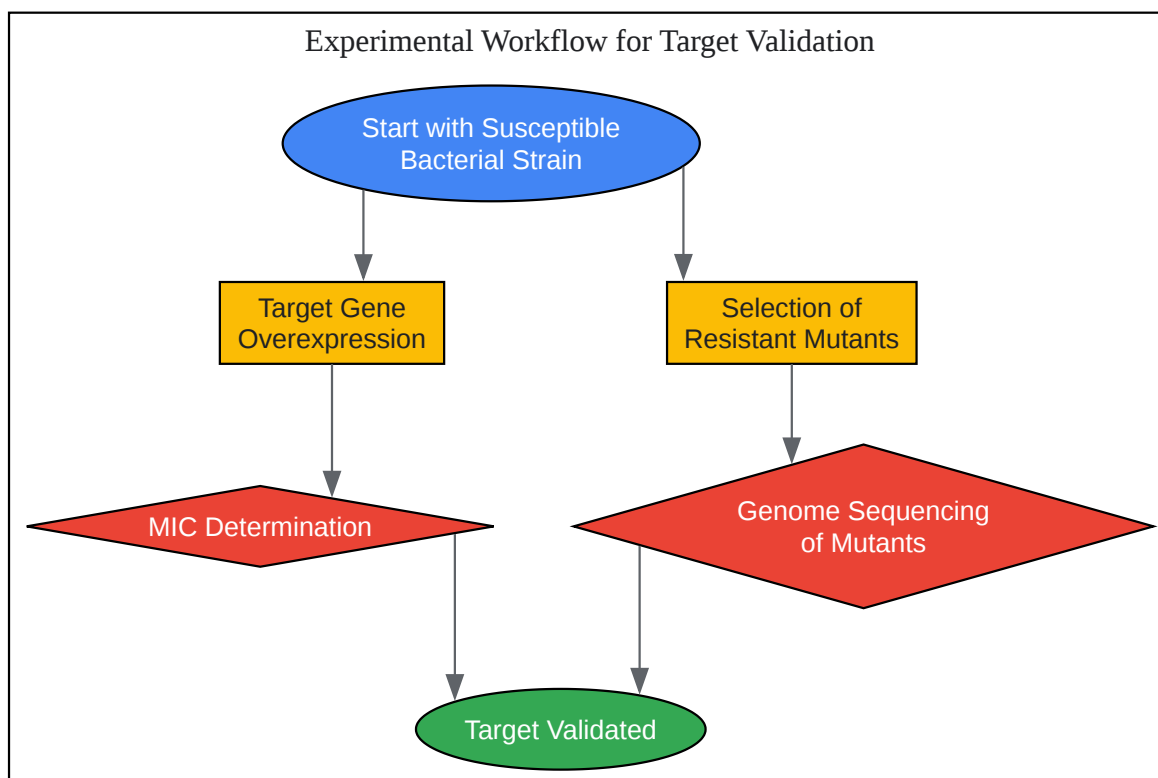 Experimental Workflow for Target Validation
Start with Susceptible
Bacterial Strain
Target Gene
Overexpression
Selection of
Resistant Mutants
MIC Determination
Genome Sequencing
of Mutants
Target Validated